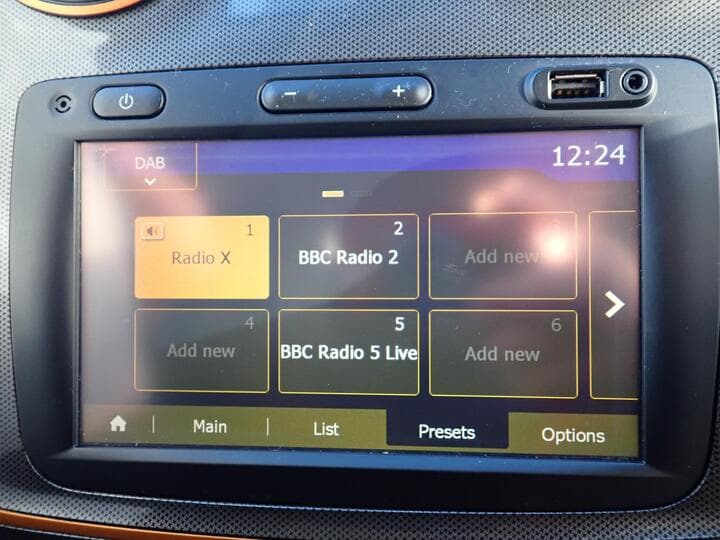 DAB
12:24
1
Radio X
2
BBC Radio 2
Add new
4
Add new
5
BBC Radio 5 Live
6
Add new
Main
List
Presets
Options